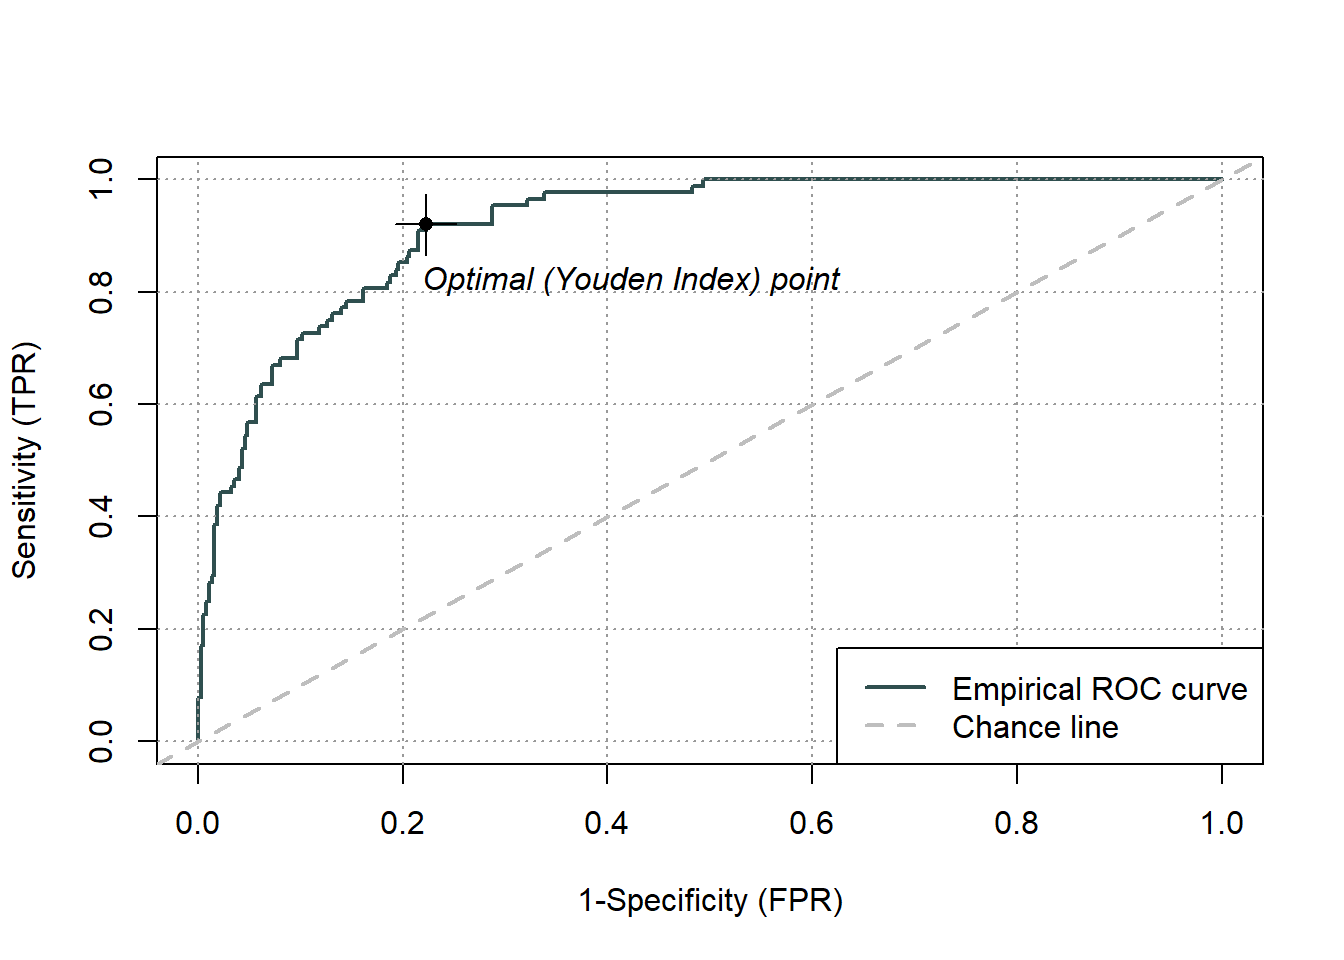 Sensitivity (TPR)
1.0
0.8
0.6
0.4
0.2
0.0
Optimal (Youden Index) point
Empirical ROC curve
Chance line
0.0 0.2 0.4 0.6 0.8 1.0
1-Specificity (FPR)